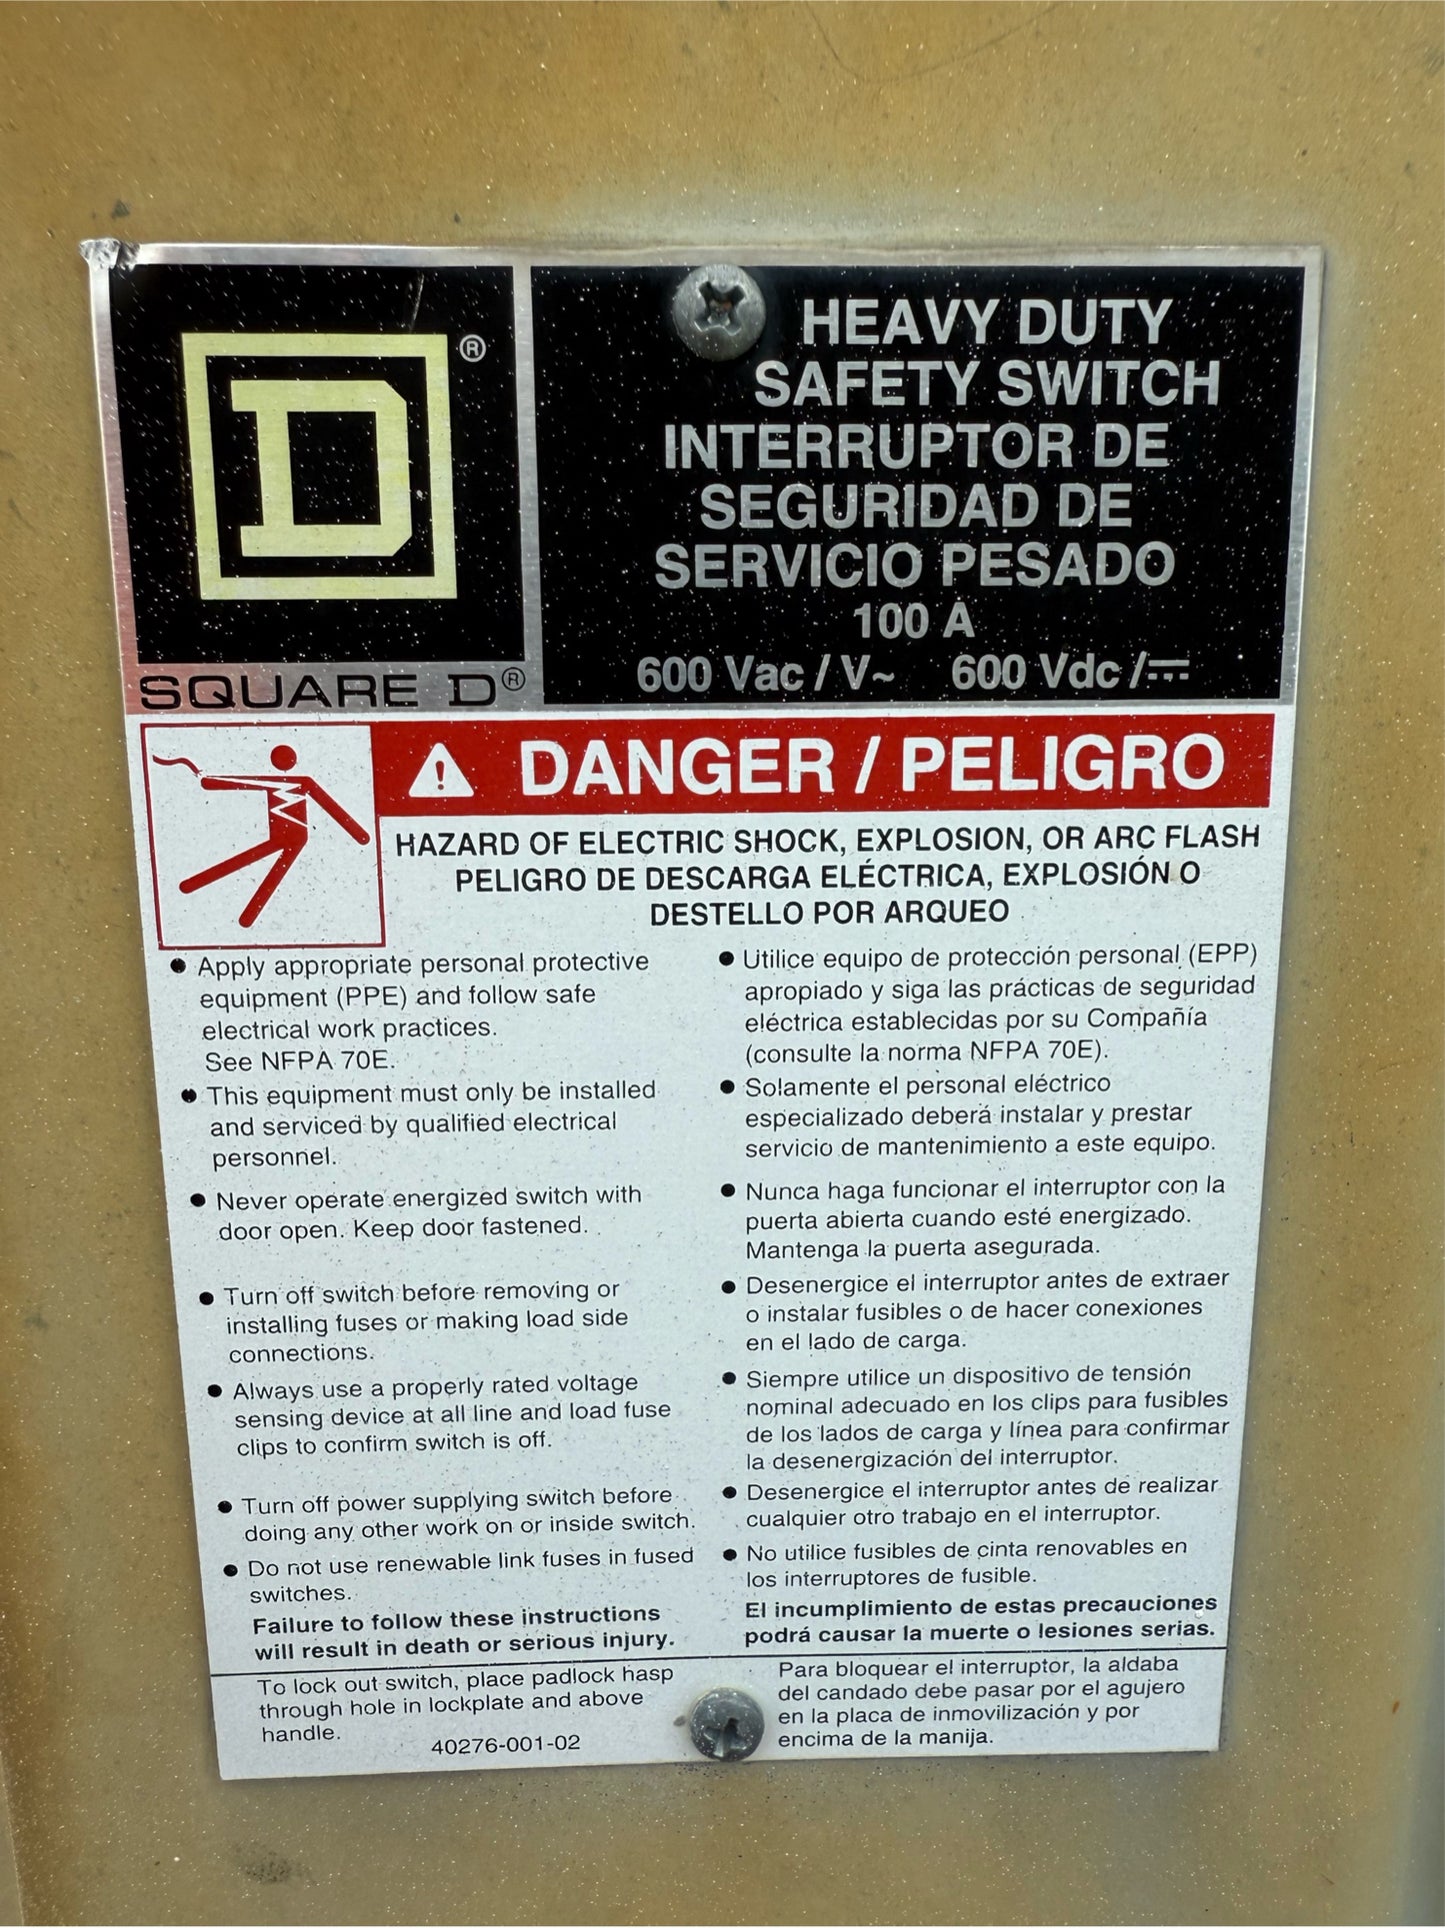 ®
SQUARE D®
HEAVY DUTY
SAFETY SWITCH
INTERRUPTOR DE
SEGURIDAD DE
SERVICIO PESADO
100 A
600 Vac / V~ 600 Vdc /⎓
DANGER / PELIGRO
HAZARD OF ELECTRIC SHOCK, EXPLOSION, OR ARC FLASH
PELIGRO DE DESCARGA ELÉCTRICA, EXPLOSIÓN O
DESTELLO POR ARQUEO
● Apply appropriate personal protective
equipment (PPE) and follow safe
electrical work practices.
See NFPA 70E.
● This equipment must only be installed
and serviced by qualified electrical
personnel.
● Never operate energized switch with
door open. Keep door fastened.
● Turn off switch before removing or
installing fuses or making load side
connections.
● Always use a properly rated voltage
sensing device at all line and load fuse
clips to confirm switch is off.
● Turn off power supplying switch before
doing any other work on or inside switch.
● Do not use renewable link fuses in fused
switches.
Failure to follow these instructions
will result in death or serious injury.
● Utilice equipo de protección personal (EPP)
apropiado y siga las prácticas de seguridad
eléctrica establecidas por su Compañía
(consulte la norma NFPA 70E).
● Solamente el personal eléctrico
especializado deberá instalar y prestar
servicio de mantenimiento a este equipo.
● Nunca haga funcionar el interruptor con la
puerta abierta cuando esté energizado.
Mantenga la puerta asegurada.
● Desenergice el interruptor antes de extraer
o instalar fusibles o de hacer conexiones
en el lado de carga.
● Siempre utilice un dispositivo de tensión
nominal adecuado en los clips para fusibles
de los lados de carga y línea para confirmar
la desenergización del interruptor.
● Desenergice el interruptor antes de realizar
cualquier otro trabajo en el interruptor.
● No utilice fusibles de cinta renovables en
los interruptores de fusible.
El incumplimiento de estas precauciones
podrá causar la muerte o lesiones serias.
To lock out switch, place padlock hasp
through hole in lockplate and above
handle.
40276-001-02
Para bloquear el interruptor, la aldaba
del candado debe pasar por el agujero
en la placa de inmovilización y por
encima de la manija.